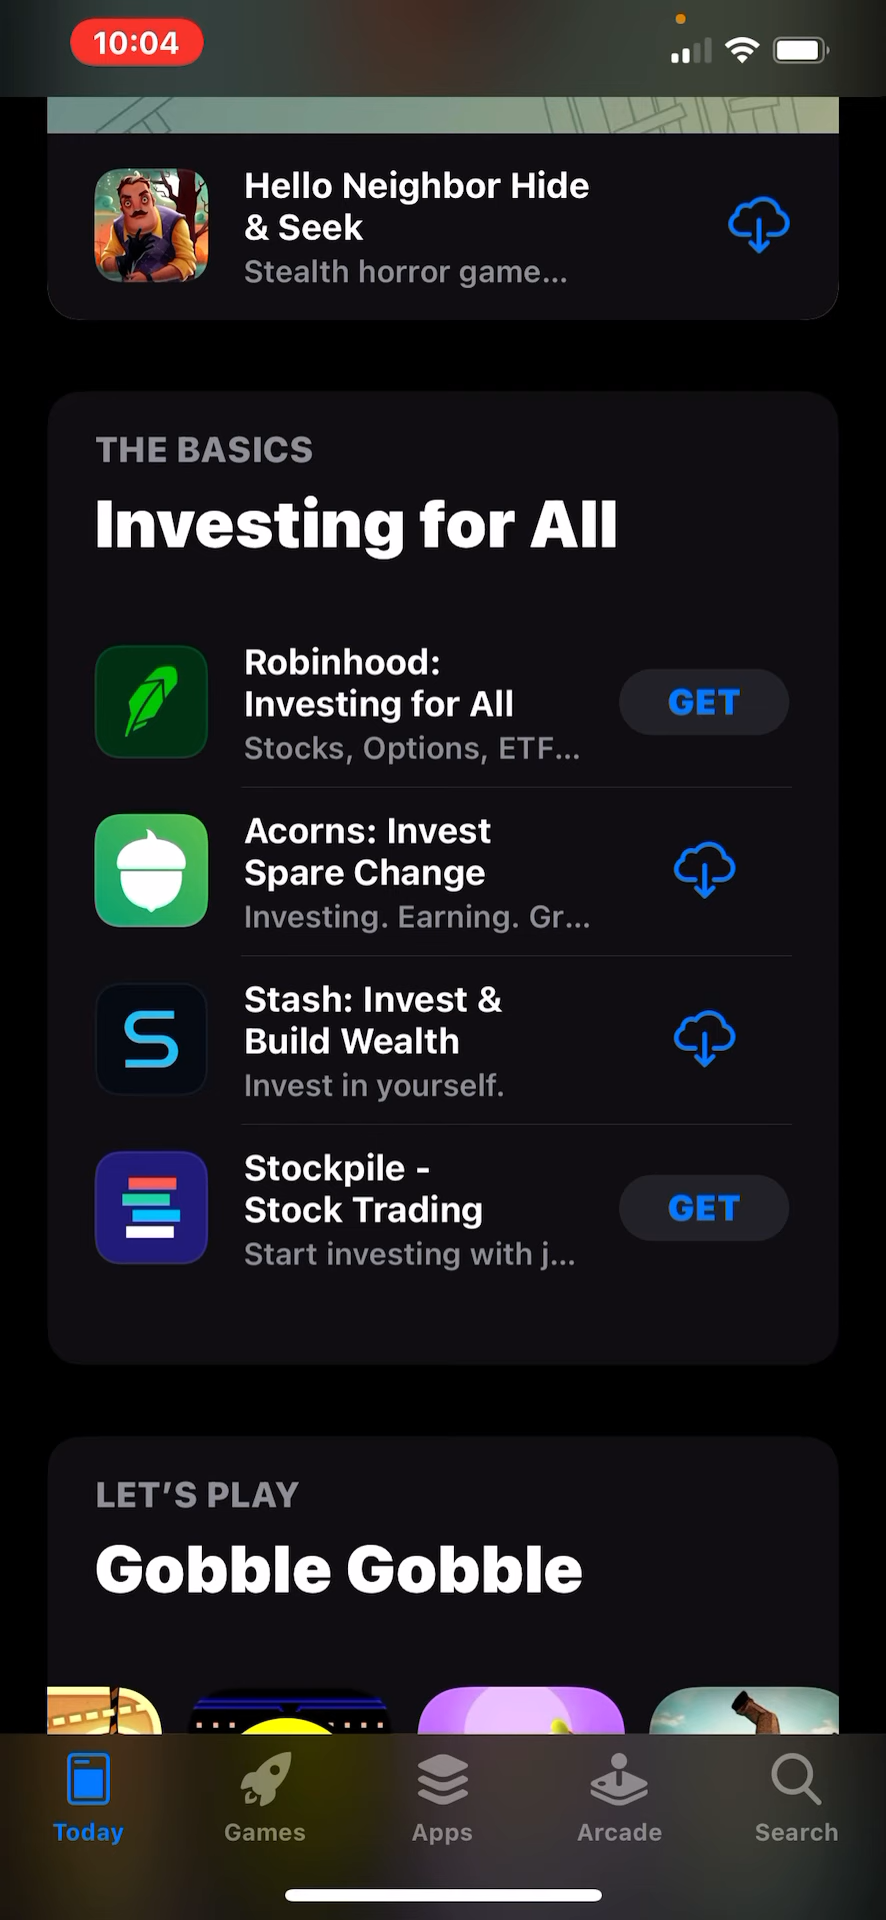 10:04
Hello Neighbor Hide
& Seek
Stealth horror game...
THE BASICS
Investing for All
Robinhood:
Investing for All
Stocks, Options, ETF...
GET
Acorns: Invest
Spare Change
Investing. Earning. Gr...
Stash: Invest &
Build Wealth
Invest in yourself.
Stockpile -
Stock Trading
Start investing with j...
GET
LET’S PLAY
Gobble Gobble
Today
Games
Apps
Arcade
Search